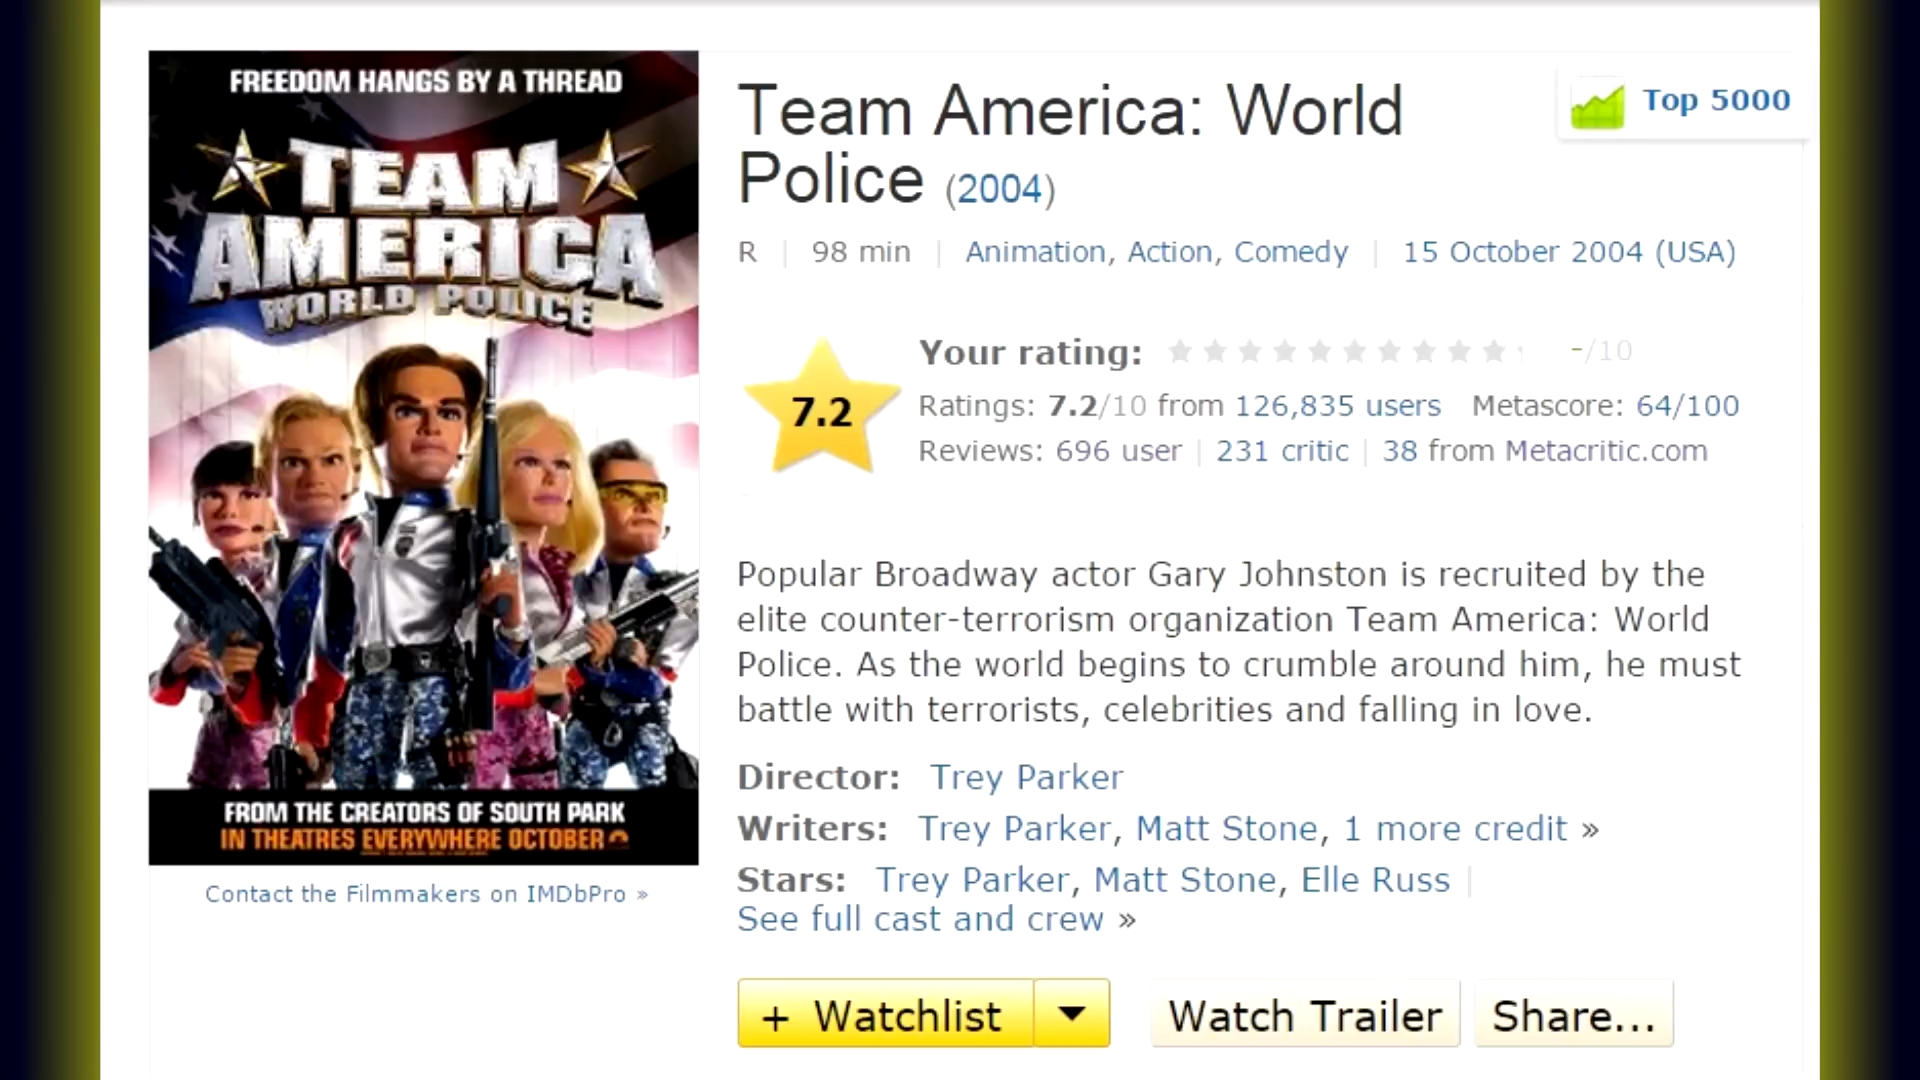 FREEDOM HANGS BY A THREAD
TEAM
AMERICA
WORLD POLICE
FROM THE CREATORS OF SOUTH PARK
IN THEATRES EVERYWHERE OCTOBER
Contact the Filmmakers on IMDbPro »
Team America: World
Police (2004)
Top 5000
R | 98 min | Animation, Action, Comedy | 15 October 2004 (USA)
7.2
Your rating: -/10
Ratings: 7.2/10 from 126,835 users Metascore: 64/100
Reviews: 696 user | 231 critic | 38 from Metacritic.com
Popular Broadway actor Gary Johnston is recruited by the
elite counter-terrorism organization Team America: World
Police. As the world begins to crumble around him, he must
battle with terrorists, celebrities and falling in love.
Director: Trey Parker
Writers: Trey Parker, Matt Stone, 1 more credit »
Stars: Trey Parker, Matt Stone, Elle Russ |
See full cast and crew »
+ Watchlist
Watch Trailer
Share...